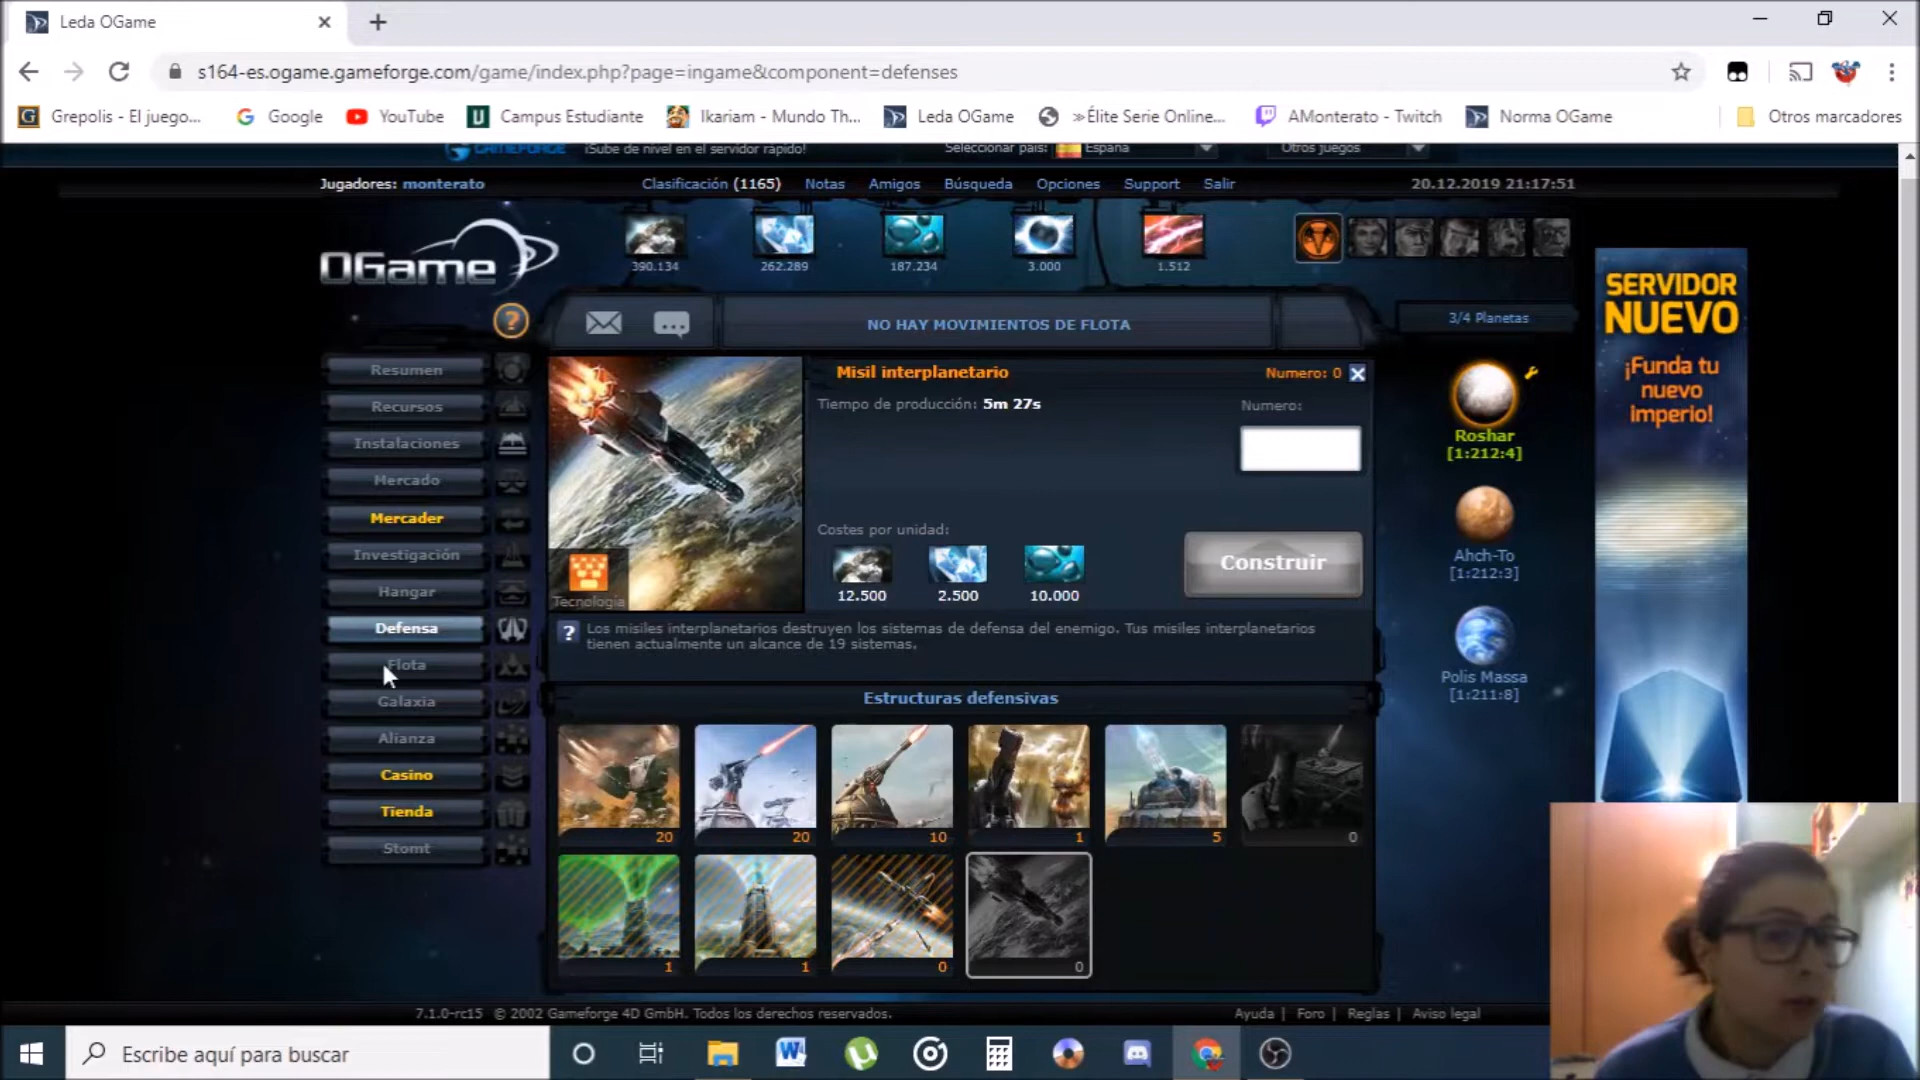 Leda OGame
s164-es.ogame.gameforge.com/game/index.php?page=ingame&component=defenses
Grepolis - El juego...
Google
YouTube
Campus Estudiante
Ikariam - Mundo Th...
Leda OGame
»Élite Serie Online...
AMonterato - Twitch
Norma OGame
Otros marcadores
GAMEFORGE
¡Sube de nivel en el servidor rápido!
Seleccionar país:
España
Otros juegos
Jugadores: monterato
Clasificación (1165)
Notas
Amigos
Búsqueda
Opciones
Support
Salir
20.12.2019 21:17:51
OGame
390.134
262.289
187.234
3.000
1.512
NO HAY MOVIMIENTOS DE FLOTA
3/4 Planetas
Resumen
Recursos
Instalaciones
Mercado
Mercader
Investigación
Hangar
Defensa
Flota
Galaxia
Alianza
Casino
Tienda
Stomt
Misil interplanetario
Numero: 0
Tiempo de producción: 5m 27s
Numero:
Costes por unidad:
12.500
2.500
10.000
Construir
Tecnología
? Los misiles interplanetarios destruyen los sistemas de defensa del enemigo. Tus misiles interplanetarios
tienen actualmente un alcance de 19 sistemas.
Estructuras defensivas
20
20
10
1
5
0
1
1
0
0
Roshar
[1:212:4]
Ahch-To
[1:212:3]
Polis Massa
[1:211:8]
SERVIDOR
NUEVO
¡Funda tu
nuevo
imperio!
7.1.0-rc15
© 2002 Gameforge 4D GmbH. Todos los derechos reservados.
Ayuda |
Foro |
Reglas |
Aviso legal
Escribe aquí para buscar